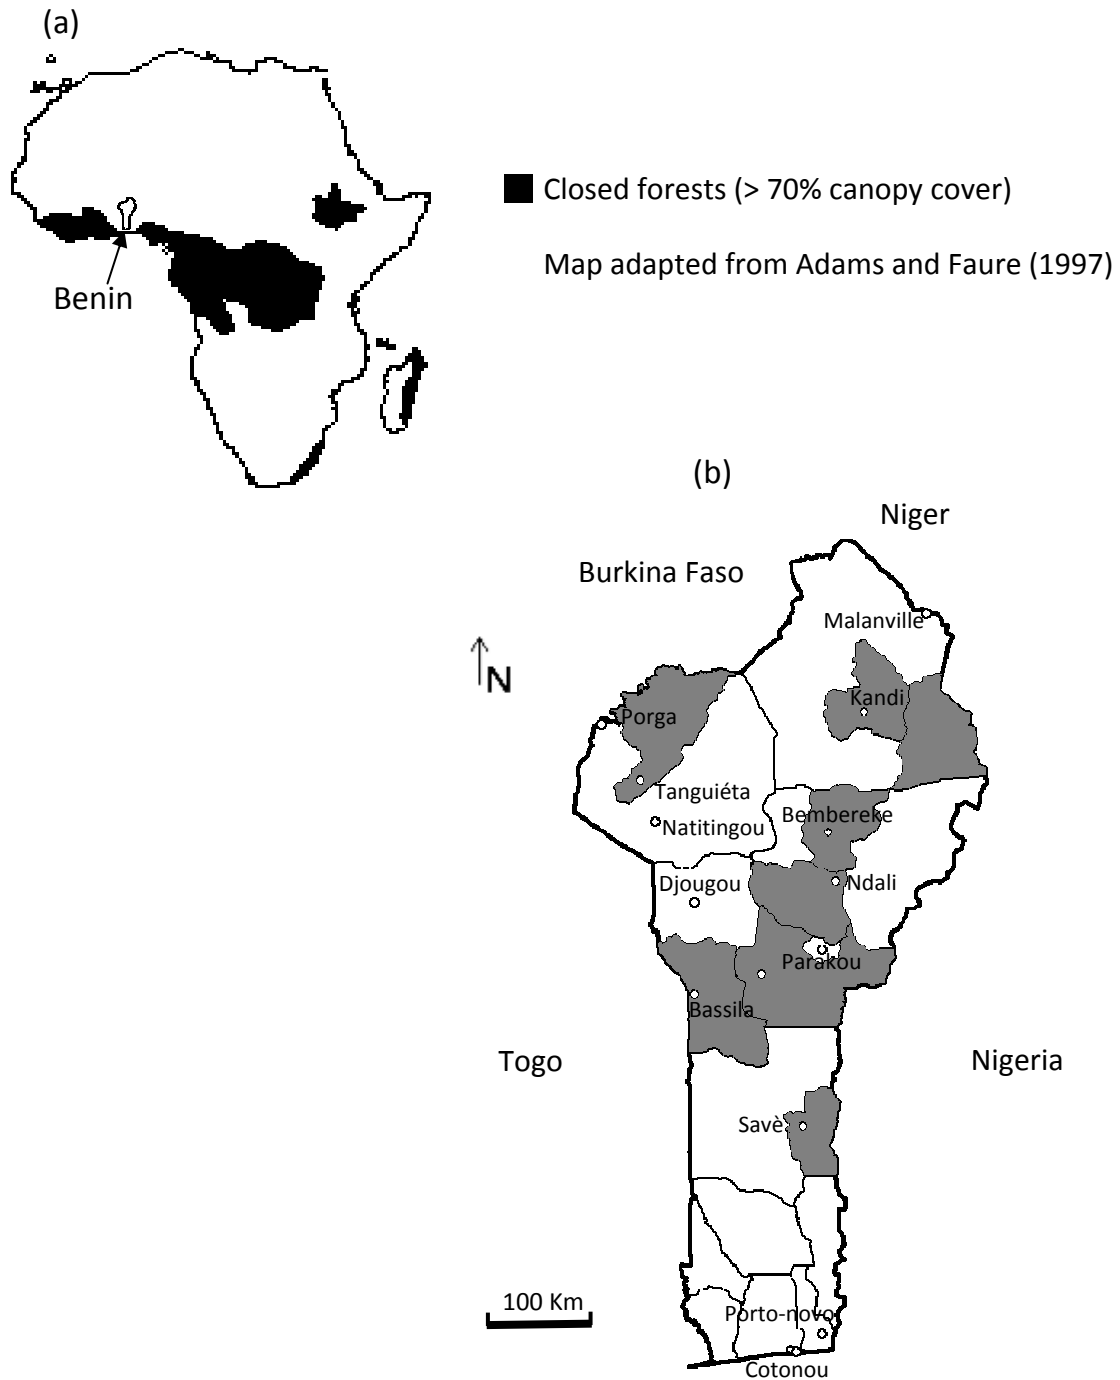 (a)
Closed forests (> 70% canopy cover)
Map adapted from Adams and Faure (1997)
Benin
(b)
Niger
Burkina Faso
Malanville
N
Kandi
Porga
Tanguiéta
Bembereke
Natitingou
Djougou
Ndali
Parakou
Bassila
Togo
Nigeria
Savè
100 Km
Porto-novo
Cotonou